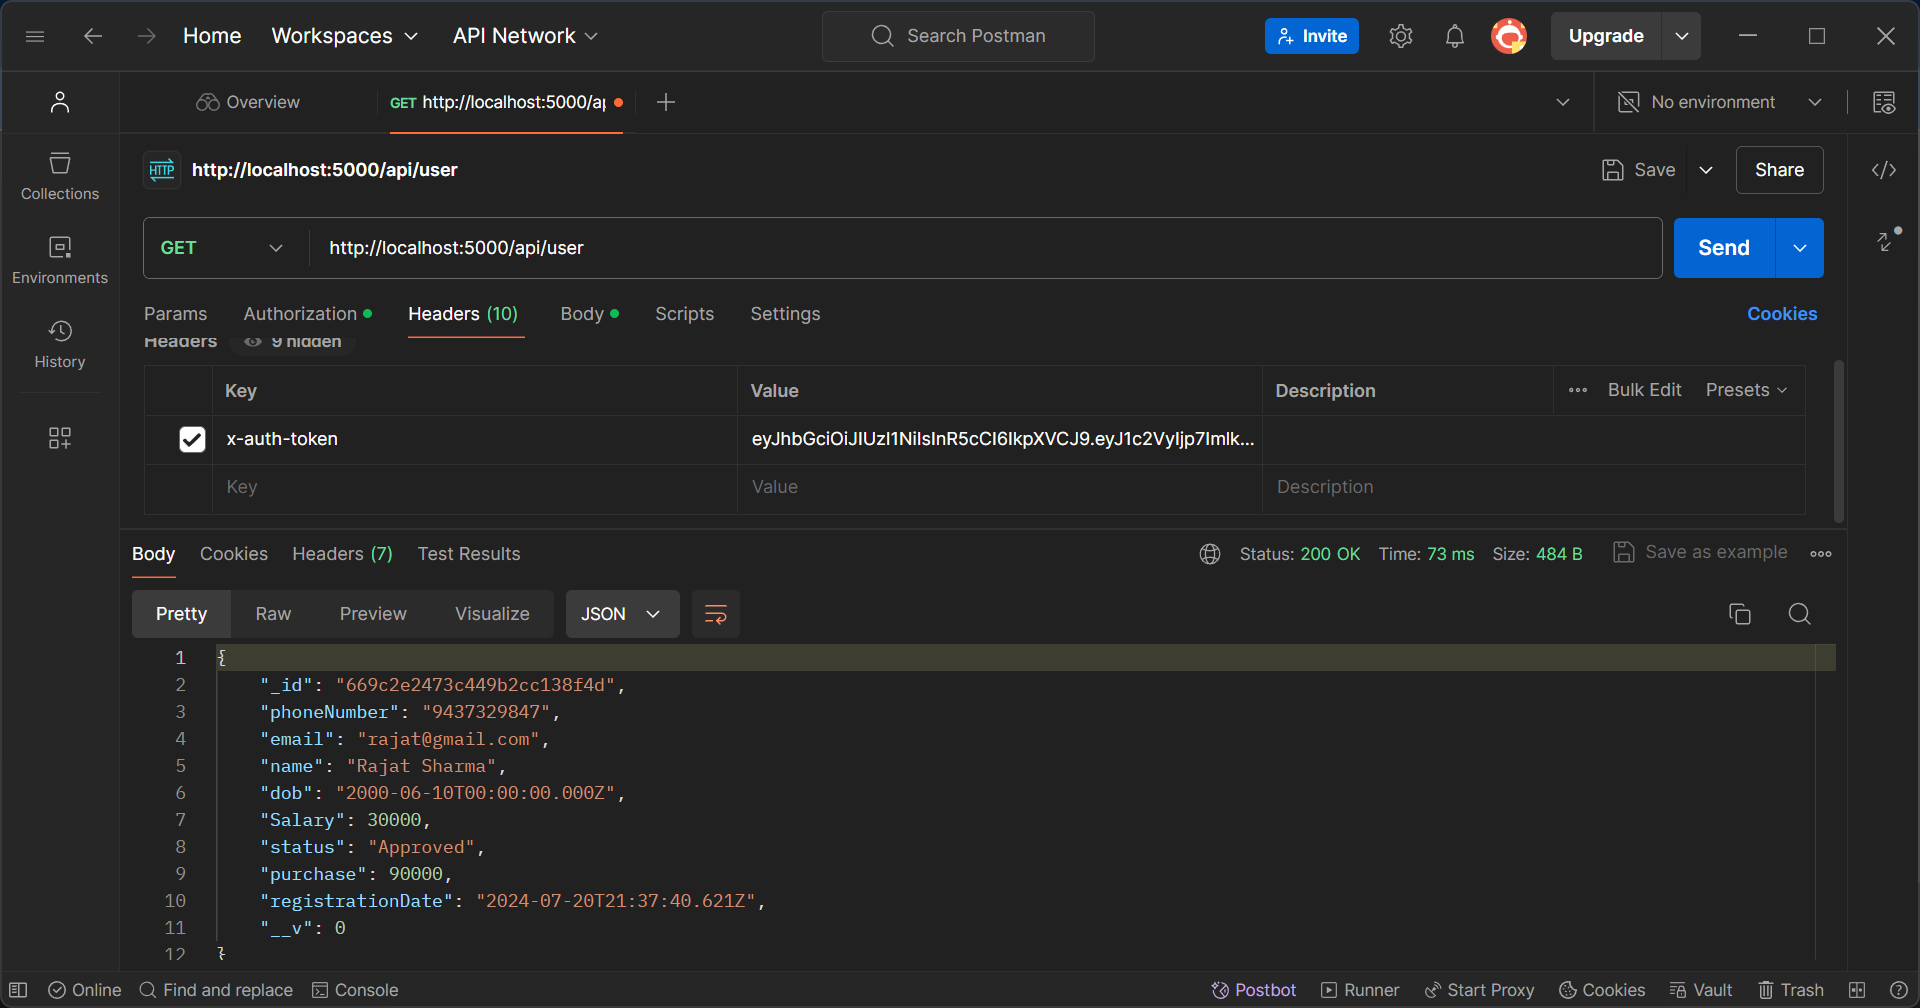 Home Workspaces API Network Search Postman Invite Upgrade
Overview GET http://localhost:5000/ap No environment
HTTP http://localhost:5000/api/user Save Share
Collections
GET http://localhost:5000/api/user Send
Environments
Params Authorization Headers (10) Body Scripts Settings Cookies
Headers 9 hidden
History
Key Value Description Bulk Edit Presets
x-auth-token eyJhbGciOiJIUzI1NiIsInR5cCI6IkpXVCJ9.eyJ1c2VyIjp7Imlk...
Key Value Description
Body Cookies Headers (7) Test Results Status: 200 OK Time: 73 ms Size: 484 B Save as example
Pretty Raw Preview Visualize JSON
1 {
2 "_id": "669c2e2473c449b2cc138f4d",
3 "phoneNumber": "9437329847",
4 "email": "rajat@gmail.com",
5 "name": "Rajat Sharma",
6 "dob": "2000-06-10T00:00:00.000Z",
7 "Salary": 30000,
8 "status": "Approved",
9 "purchase": 90000,
10 "registrationDate": "2024-07-20T21:37:40.621Z",
11 "__v": 0
12 }
Online Find and replace Console Postbot Runner Start Proxy Cookies Vault Trash